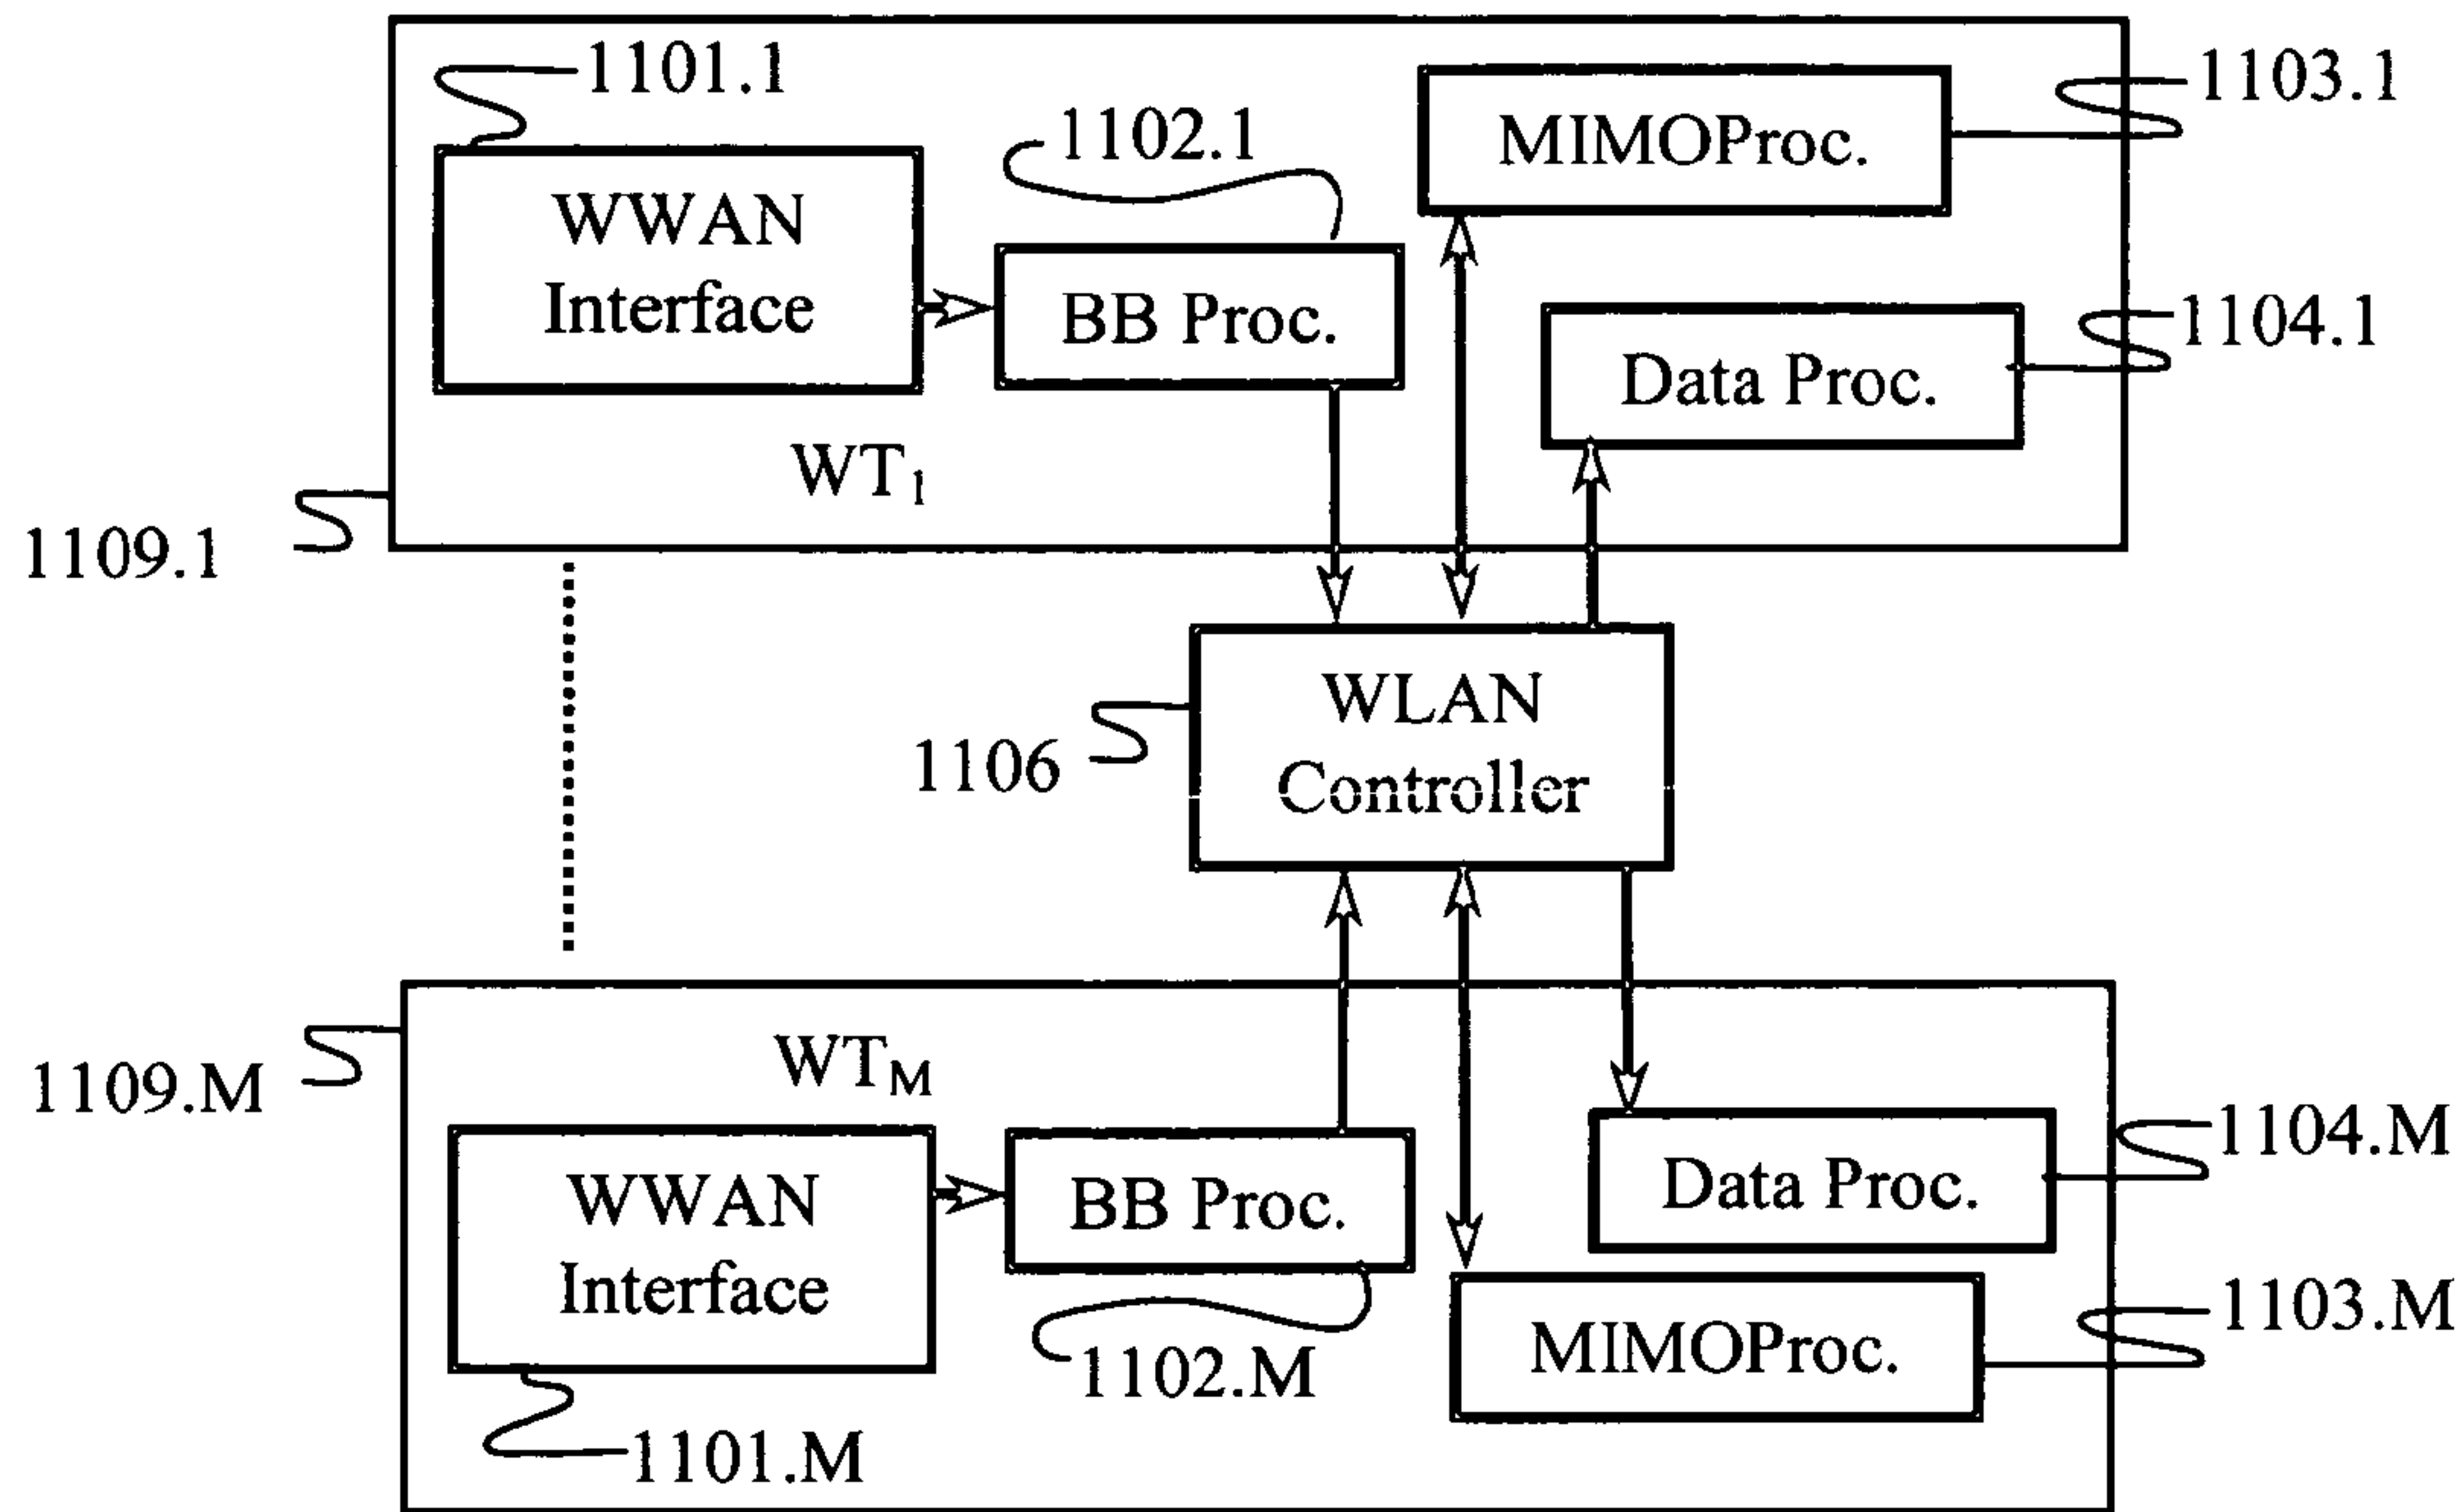 1101.1
1103.1
1102.1
MIMOProc.
WWAN
Interface
BB Proc.
1104.1
Data Proc.
WT1
1109.1
WLAN
Controller
1106
WTM
1109.M
1104.M
WWAN
Interface
BB Proc.
Data Proc.
1103.M
MIMOProc.
1102.M
1101.M